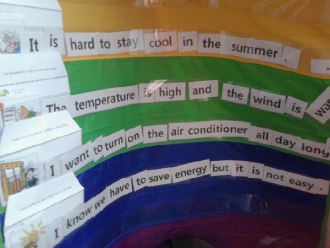 It is hard to stay cool in the summer.
The temperature is high and the wind is
I want to turn on the air conditioner all day long
I know we have to save energy but it is not easy.